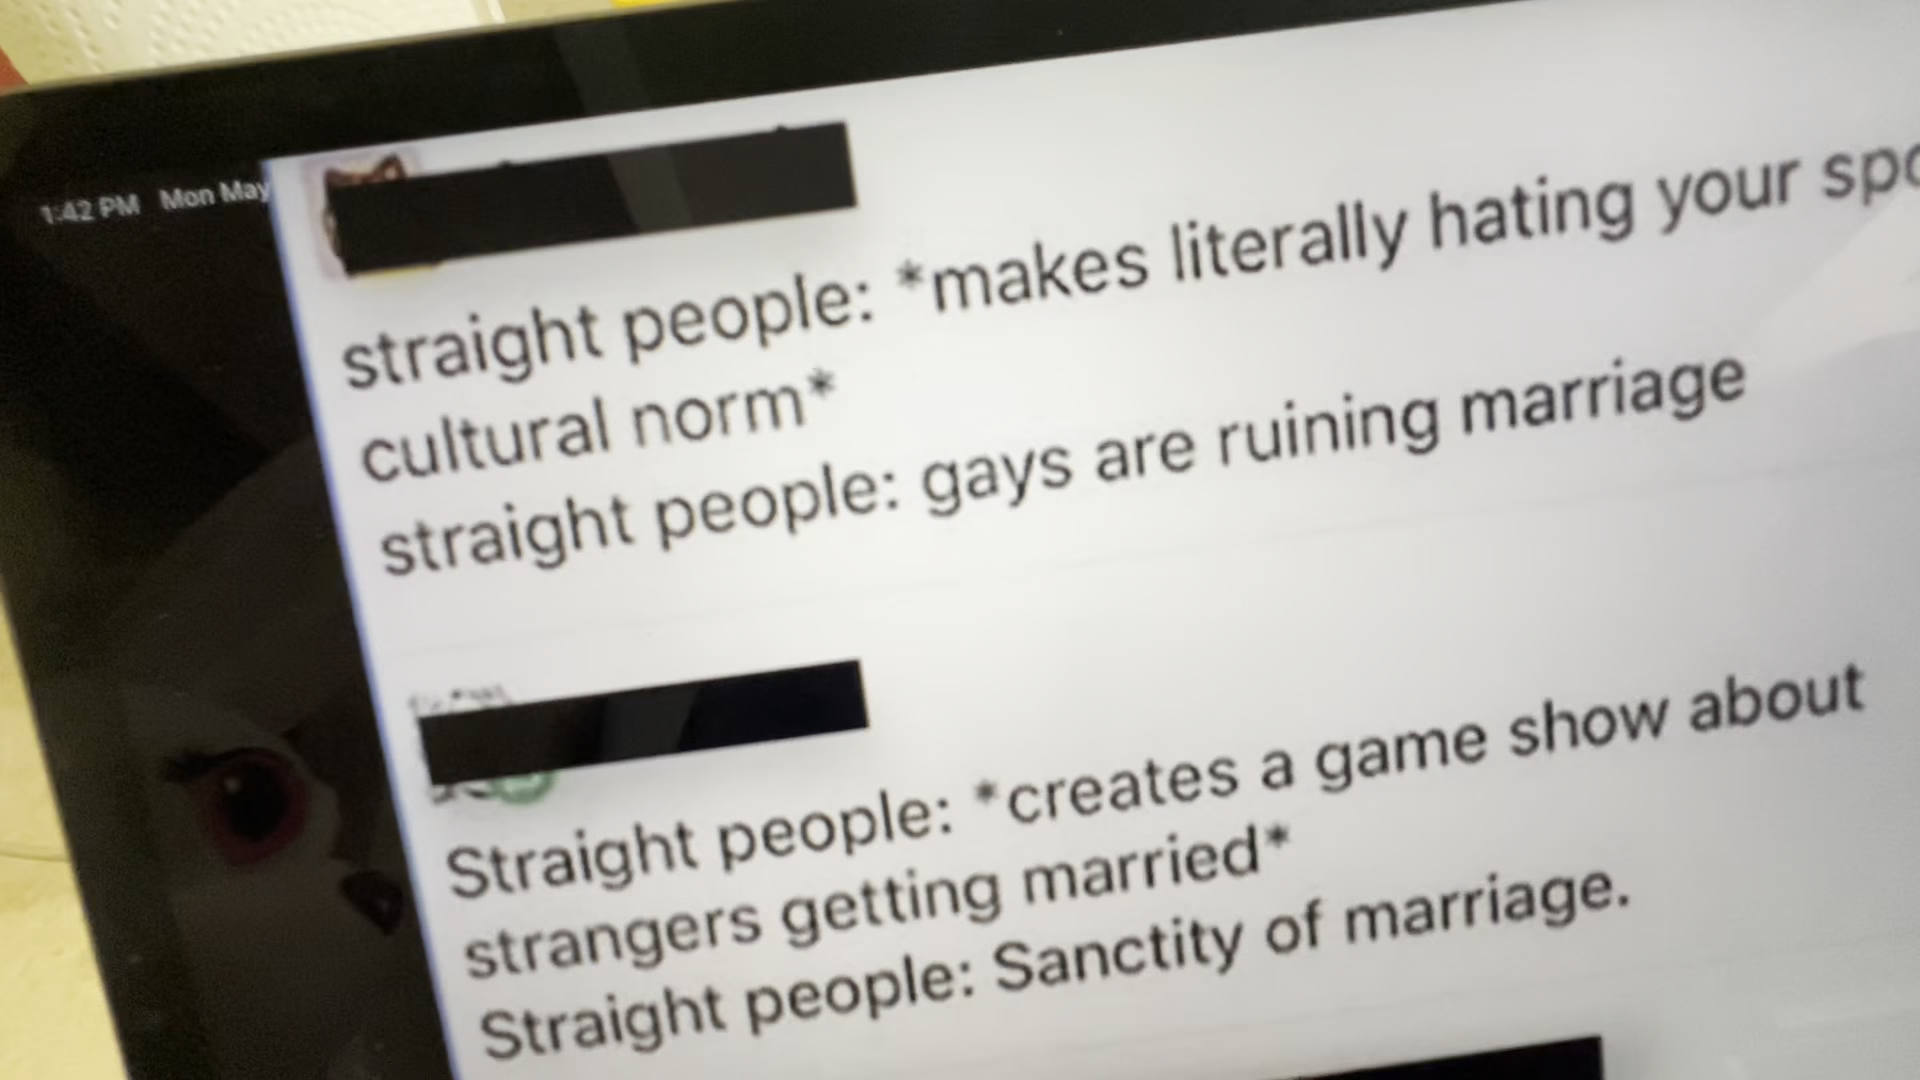 1:42 PM Mon May
straight people: *makes literally hating your
cultural norm*
straight people: gays are ruining marriage
Straight people: *creates a game show about
strangers getting married*
Straight people: Sanctity of marriage.